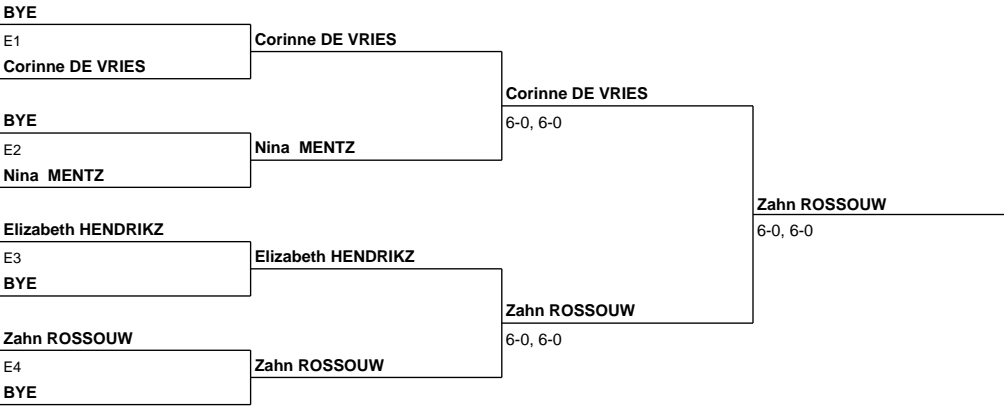 BYE
E1
Corinne DE VRIES
BYE
E2
Nina  MENTZ
Elizabeth HENDRIKZ
E3
BYE
Zahn ROSSOUW
E4
BYE
Corinne DE VRIES
Nina  MENTZ
Elizabeth HENDRIKZ
Zahn ROSSOUW
Corinne DE VRIES
6-0, 6-0
Zahn ROSSOUW
6-0, 6-0
Zahn ROSSOUW
6-0, 6-0